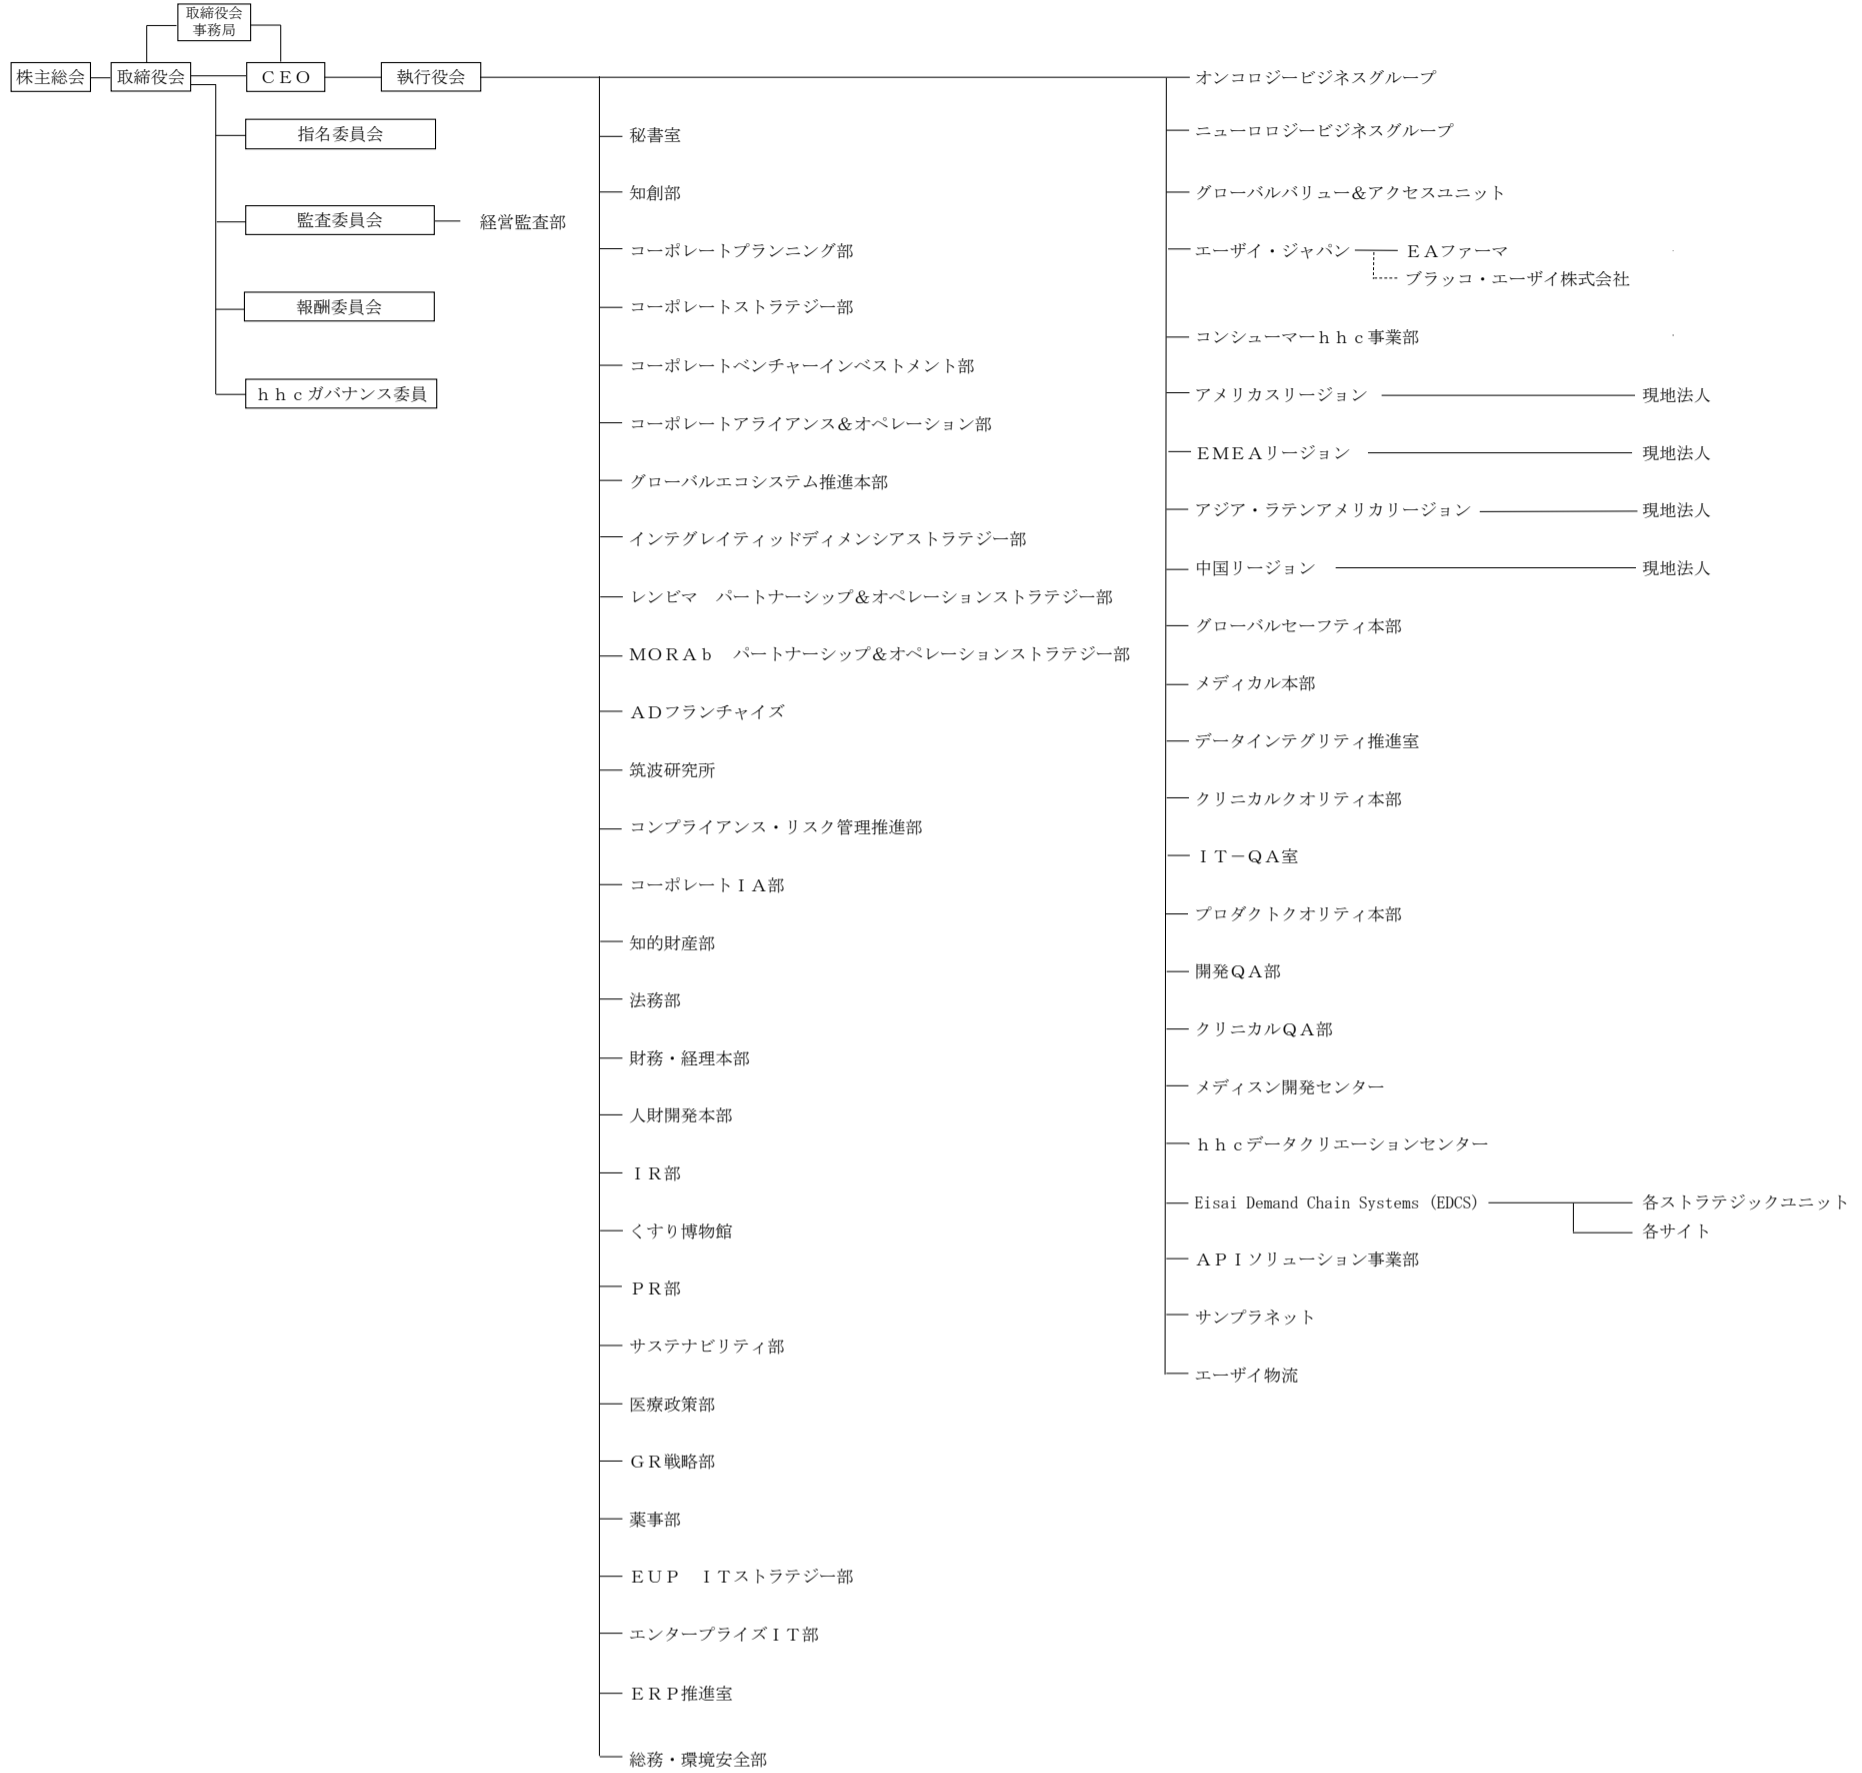 取締役会
事務局
株主総会
取締役会
ＣＥＯ
執行役会
指名委員会
監査委員会
経営監査部
報酬委員会
ｈｈｃガバナンス委員
秘書室
知創部
コーポレートプランニング部
コーポレートストラテジー部
コーポレートベンチャーインベストメント部
コーポレートアライアンス＆オペレーション部
グローバルエコシステム推進本部
インテグレイティッドディメンシアストラテジー部
レンビマ　パートナーシップ＆オペレーションストラテジー部
ＭＯＲＡｂ　パートナーシップ＆オペレーションストラテジー部
ＡＤフランチャイズ
筑波研究所
コンプライアンス・リスク管理推進部
コーポレートＩＡ部
知的財産部
法務部
財務・経理本部
人財開発本部
ＩＲ部
くすり博物館
ＰＲ部
サステナビリティ部
医療政策部
ＧＲ戦略部
薬事部
ＥＵＰ　ＩＴストラテジー部
エンタープライズＩＴ部
ＥＲＰ推進室
総務・環境安全部
オンコロジービジネスグループ
ニューロロジービジネスグループ
グローバルバリュー＆アクセスユニット
エーザイ・ジャパン
ＥＡファーマ
ブラッコ・エーザイ株式会社
コンシューマーｈｈｃ事業部
アメリカスリージョン
現地法人
ＥＭＥＡリージョン
現地法人
アジア・ラテンアメリカリージョン
現地法人
中国リージョン
現地法人
グローバルセーフティ本部
メディカル本部
データインテグリティ推進室
クリニカルクオリティ本部
ＩＴ－ＱＡ室
プロダクトクオリティ本部
開発ＱＡ部
クリニカルＱＡ部
メディスン開発センター
ｈｈｃデータクリエーションセンター
Eisai Demand Chain Systems (EDCS)
各ストラテジックユニット
各サイト
ＡＰＩソリューション事業部
サンプラネット
エーザイ物流